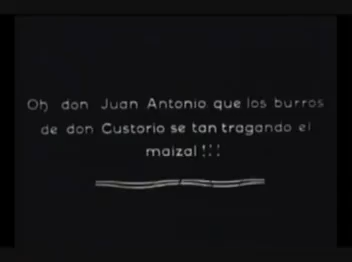 Oh don Juan Antonio que los burros
de don Custorio se tan tragando el
maizal!!!